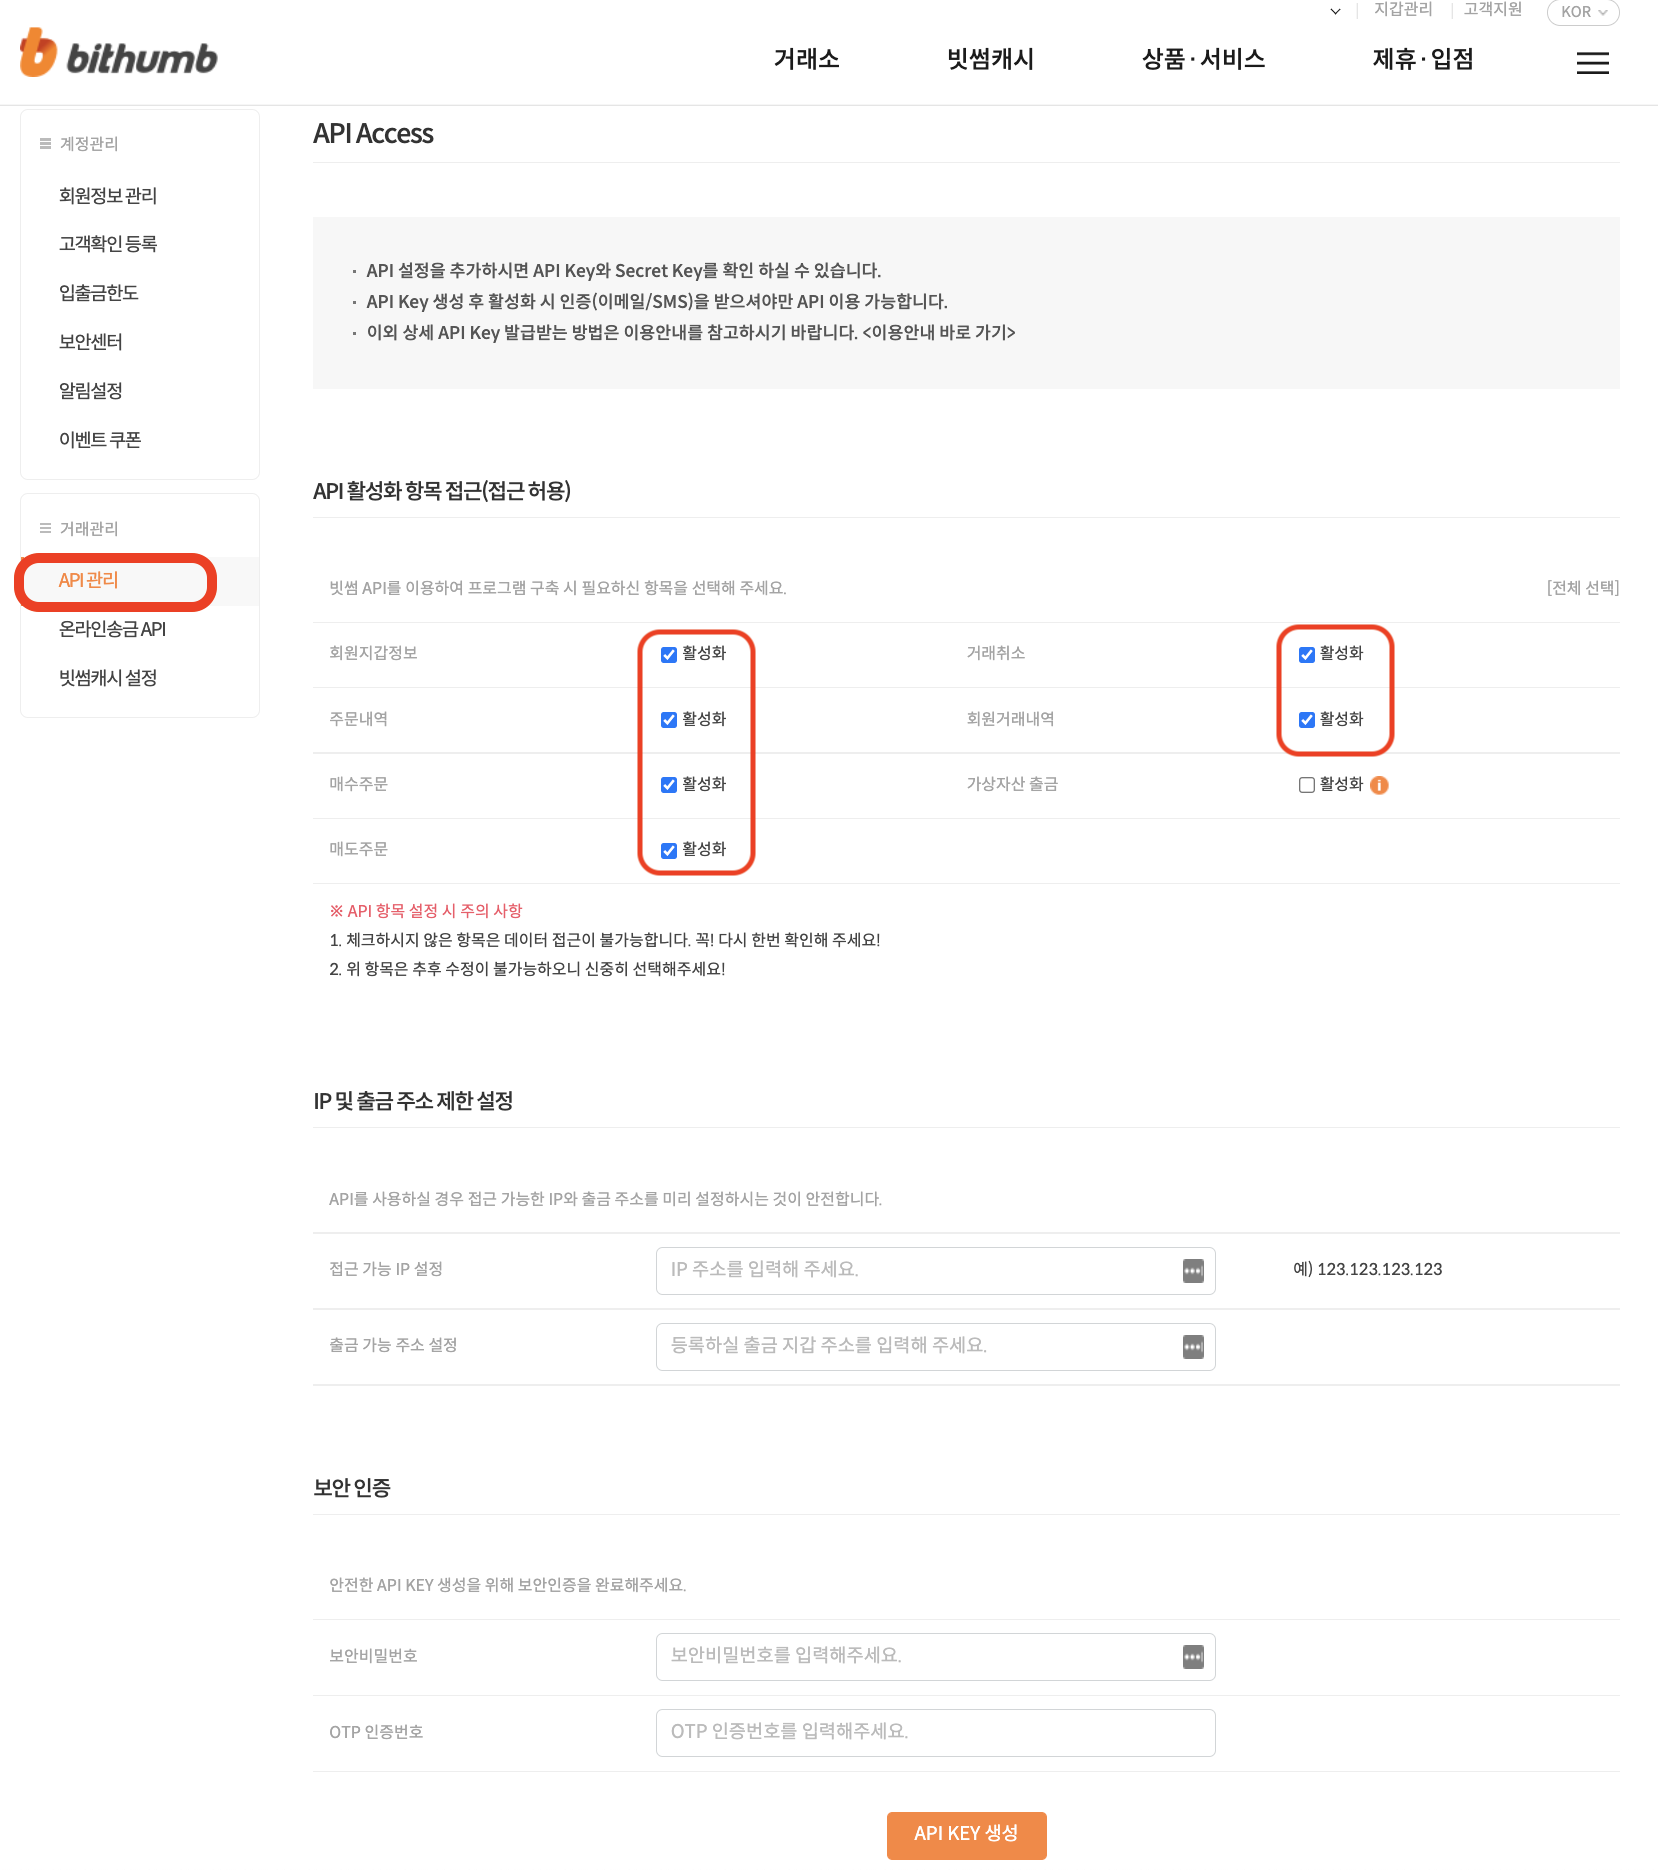 지갑관리
고객지원
KOR
bithumb
거래소
빗썸캐시
상품 · 서비스
제휴 · 입점
계정관리
회원정보 관리
고객확인 등록
입출금한도
보안센터
알림설정
이벤트 쿠폰
거래관리
API 관리
온라인송금 API
빗썸캐시 설정
API Access
· API 설정을 추가하시면 API Key와 Secret Key를 확인 하실 수 있습니다.
· API Key 생성 후 활성화 시 인증(이메일/SMS)을 받으셔야만 API 이용 가능합니다.
· 이외 상세 API Key 발급받는 방법은 이용안내를 참고하시기 바랍니다. <이용안내 바로 가기>
API 활성화 항목 접근(접근 허용)
빗썸 API를 이용하여 프로그램 구축 시 필요하신 항목을 선택해 주세요.
[전체 선택]
회원지갑정보 활성화 거래취소 활성화
주문내역 활성화 회원거래내역 활성화
매수주문 활성화 가상자산 출금 활성화 i
매도주문 활성화
※ API 항목 설정 시 주의 사항
1. 체크하시지 않은 항목은 데이터 접근이 불가능합니다. 꼭! 다시 한번 확인해 주세요!
2. 위 항목은 추후 수정이 불가능하오니 신중히 선택해주세요!
IP 및 출금 주소 제한 설정
API를 사용하실 경우 접근 가능한 IP와 출금 주소를 미리 설정하시는 것이 안전합니다.
접근 가능 IP 설정 IP 주소를 입력해 주세요. 예) 123.123.123.123
출금 가능 주소 설정 등록하실 출금 지갑 주소를 입력해 주세요.
보안 인증
안전한 API KEY 생성을 위해 보안인증을 완료해주세요.
보안비밀번호 보안비밀번호를 입력해주세요.
OTP 인증번호 OTP 인증번호를 입력해주세요.
API KEY 생성